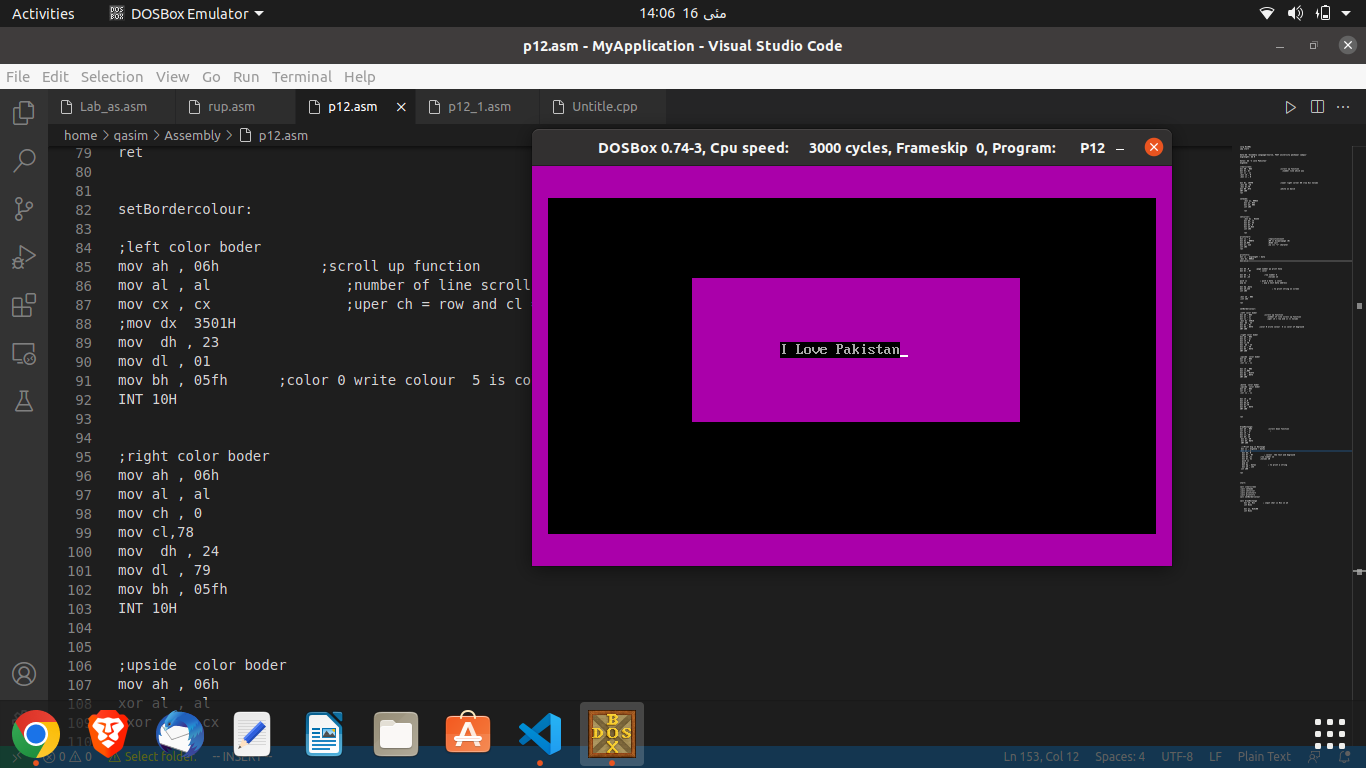 Activities DOSBox Emulator 14:06 16 مئی
p12.asm - MyApplication - Visual Studio Code
File Edit Selection View Go Run Terminal Help
Lab_as.asm rup.asm p12.asm p12_1.asm Untitle.cpp
home > qasim > Assembly > p12.asm
DOSBox 0.74-3, Cpu speed: 3000 cycles, Frameskip 0, Program: P12
I Love Pakistan
79 ret
80
81
82 setBordercolour:
83
84 ;left color boder
85 mov ah , 06h ;scroll up function
86 mov al , al ;number of line scroll
87 mov cx , cx ;uper ch = row and cl
88 ;mov dx 3501H
89 mov dh , 23
90 mov dl , 01
91 mov bh , 05fh ;color 0 write colour 5 is co
92 INT 10H
93
94
95 ;right color boder
96 mov ah , 06h
97 mov al , al
98 mov ch , 0
99 mov cl,78
100 mov dh , 24
101 mov dl , 79
102 mov bh , 05fh
103 INT 10H
104
105
106 ;upside color boder
107 mov ah , 06h
108 xor al , al
cx
DOS BOX
0 0 Select folder. -- INSERT -- Ln 153, Col 12 Spaces: 4 UTF-8 LF Plain Text